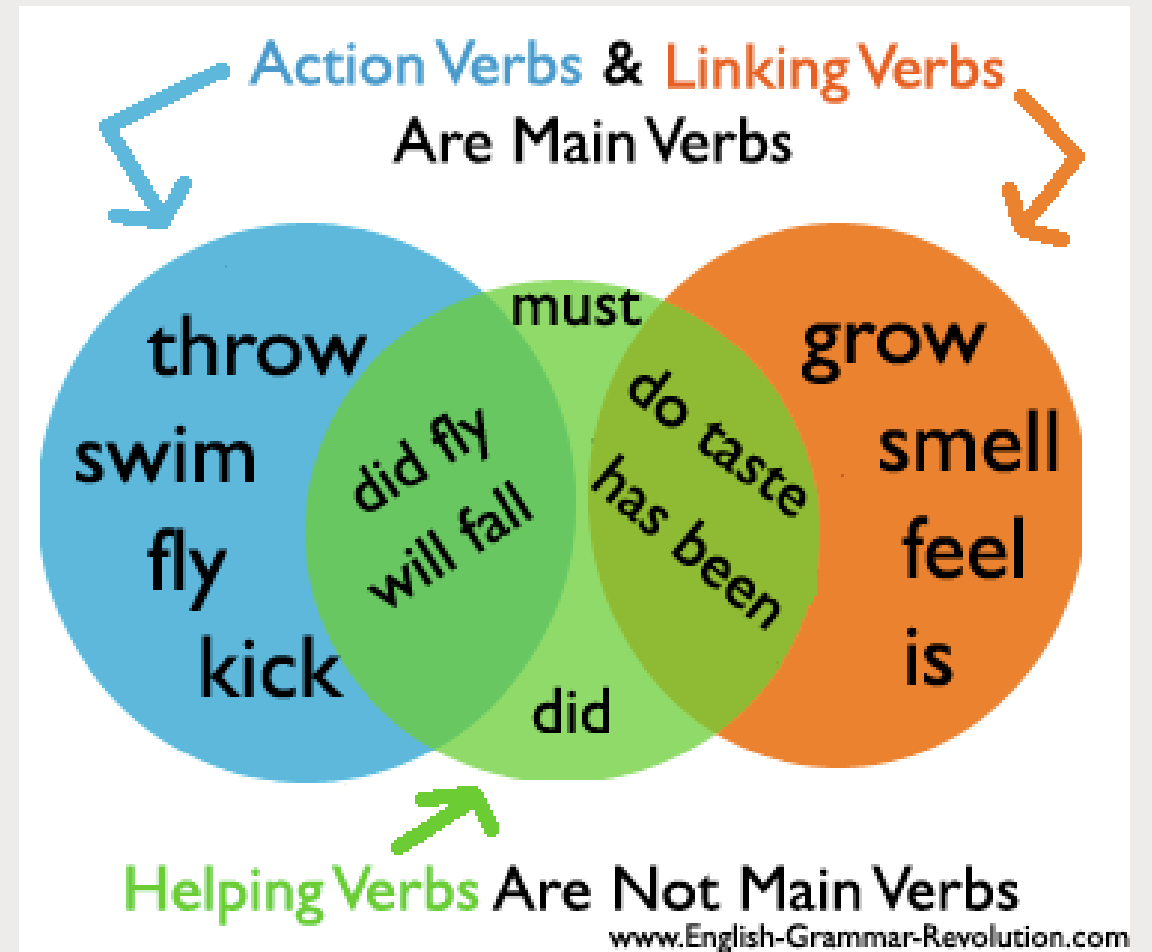 Action Verbs & Linking Verbs
Are Main Verbs
throw
swim
fly
kick
did fly
will fall
must
did
do taste
has been
grow
smell
feel
is
Helping Verbs Are Not Main Verbs
www.English-Grammar-Revolution.com